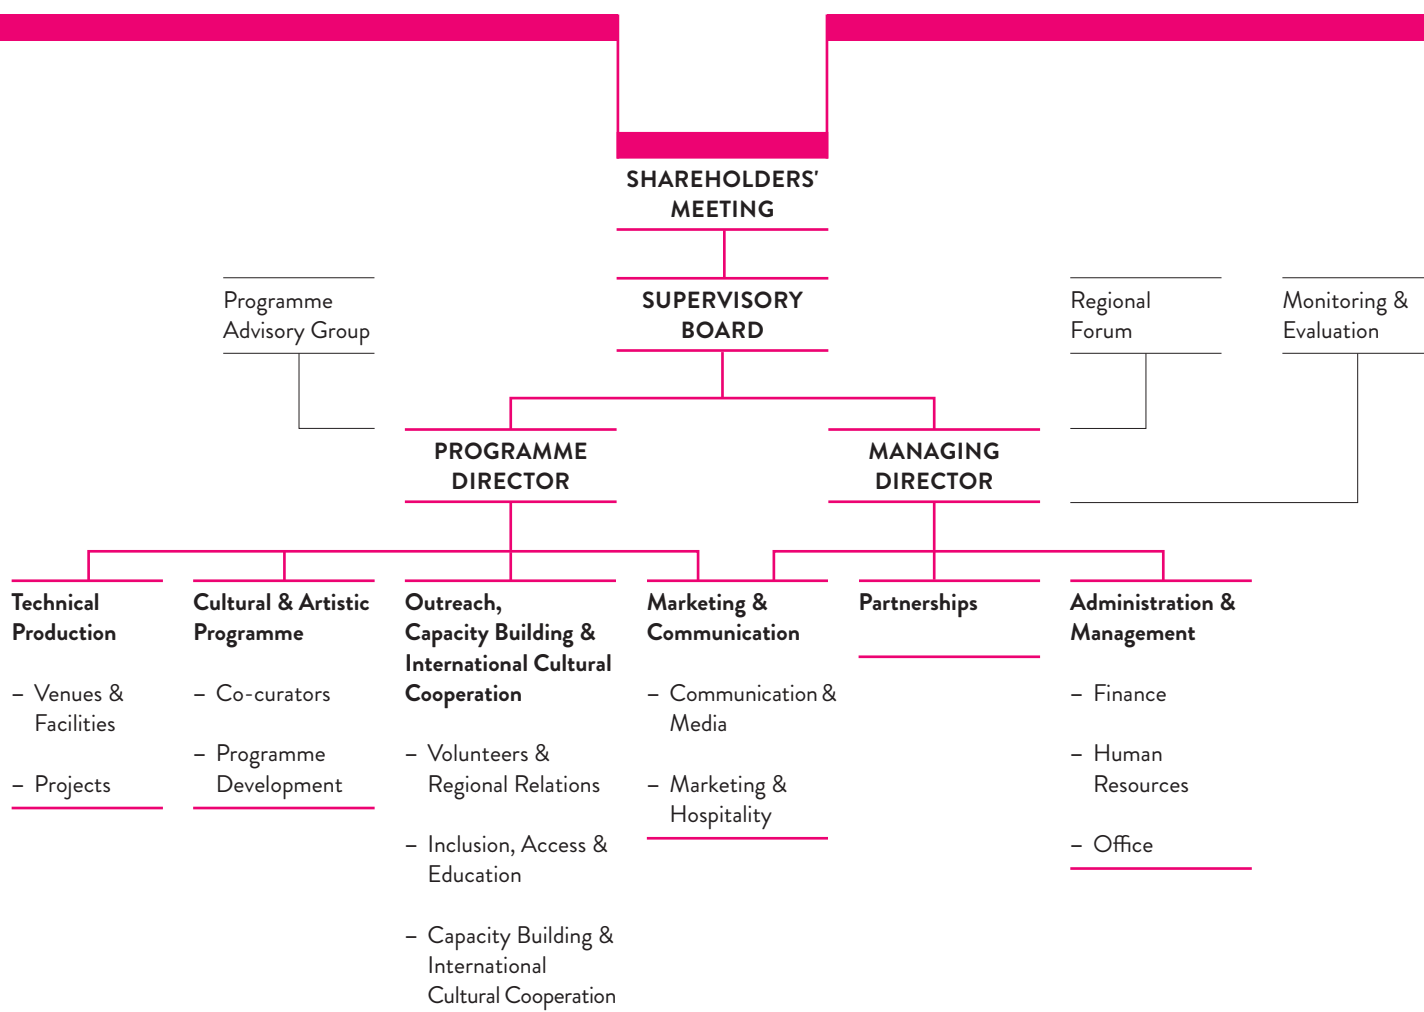 SHAREHOLDERS'
MEETING
Programme
Advisory Group
SUPERVISORY
BOARD
Regional
Forum
Monitoring &
Evaluation
PROGRAMME
DIRECTOR
MANAGING
DIRECTOR
Technical
Production
– Venues &
Facilities
– Projects
Cultural & Artistic
Programme
– Co-curators
– Programme
Development
Outreach,
Capacity Building &
International Cultural
Cooperation
– Volunteers &
Regional Relations
– Inclusion, Access &
Education
– Capacity Building &
International
Cultural Cooperation
Marketing &
Communication
– Communication &
Media
– Marketing &
Hospitality
Partnerships
Administration &
Management
– Finance
– Human
Resources
– Office